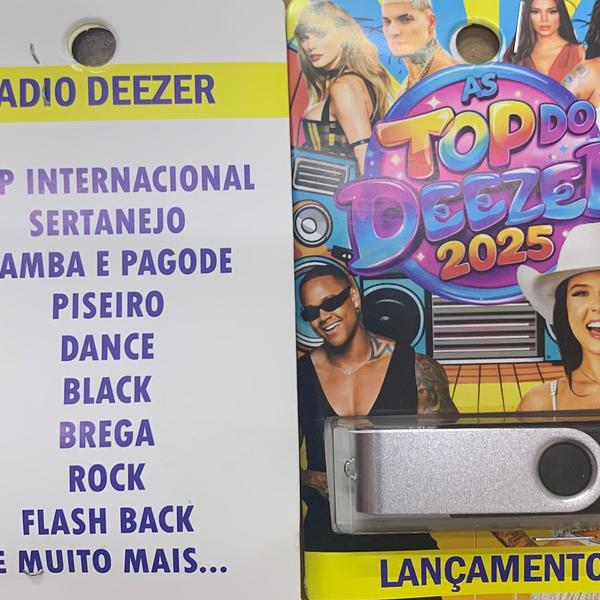 ADIO DEEZER
P INTERNACIONAL
SERTANEJO
AMBA E PAGODE
PISEIRO
DANCE
BLACK
BREGA
ROCK
FLASH BACK
E MUITO MAIS...
AS
TOP DO
DEEZER
2025
LANÇAMENTO